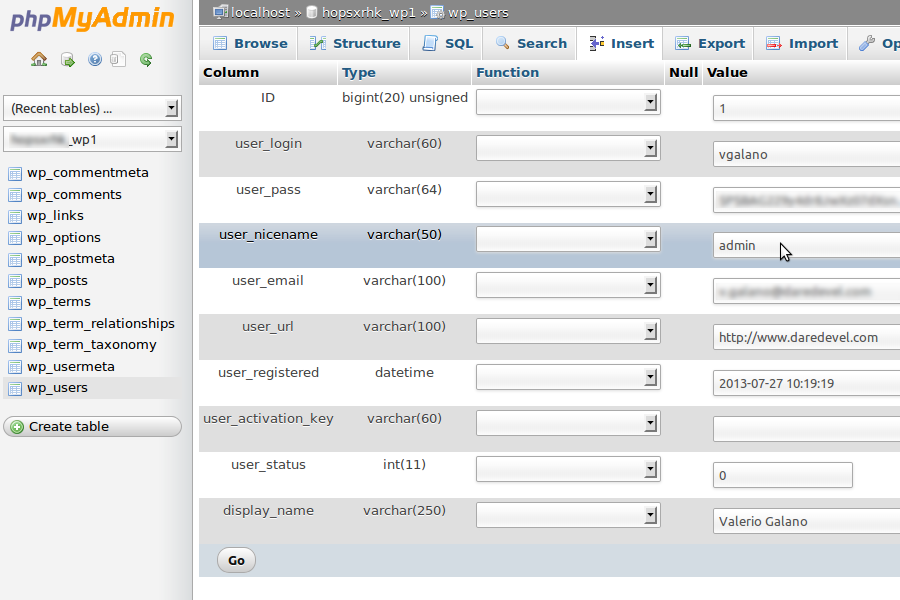 phpMyAdmin
(Recent tables) ...
_wp1
wp_commentmeta
wp_comments
wp_links
wp_options
wp_postmeta
wp_posts
wp_terms
wp_term_relationships
wp_term_taxonomy
wp_usermeta
wp_users
Create table
localhost » hopsxrhk_wp1 » wp_users
Browse Structure SQL Search Insert Export Import Op
Column Type Function Null Value
ID bigint(20) unsigned 1
user_login varchar(60) vgalano
user_pass varchar(64)
user_nicename varchar(50) admin
user_email varchar(100)
user_url varchar(100) http://www.daredevel.com
user_registered datetime 2013-07-27 10:19:19
user_activation_key varchar(60)
user_status int(11) 0
display_name varchar(250) Valerio Galano
Go